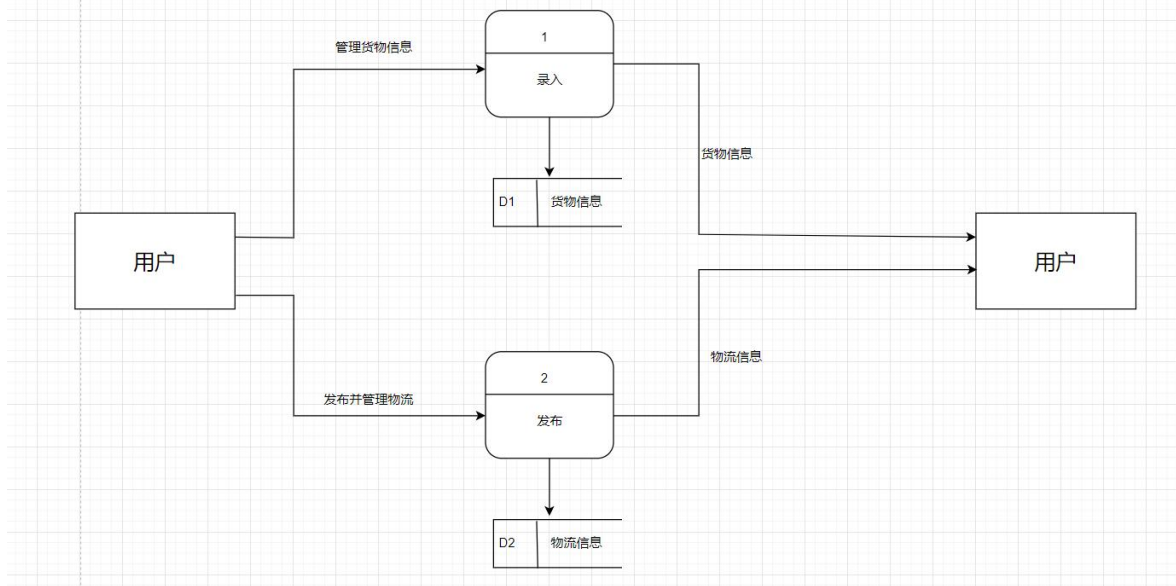 1
管理货物信息
录入
货物信息
D1
货物信息
用户
用户
2
物流信息
发布并管理物流
发布
D2
物流信息